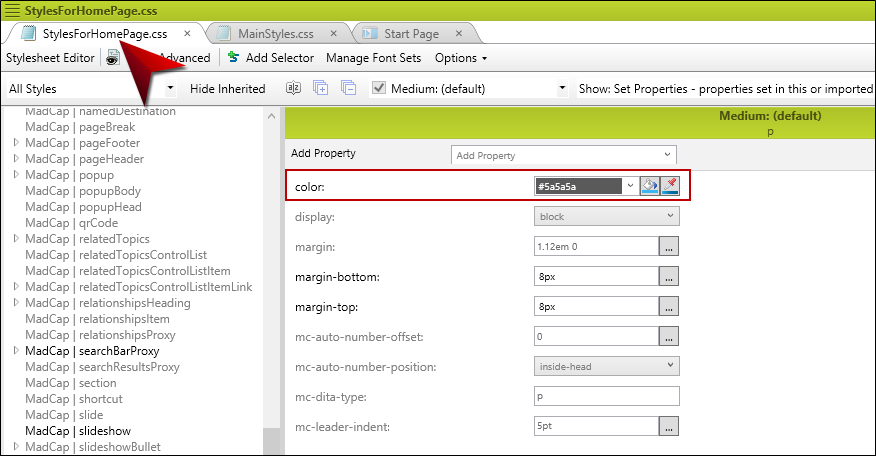 StylesForHomePage.css
StylesForHomePage.css × MainStyles.css × Start Page ×
Stylesheet Editor Advanced Add Selector Manage Font Sets Options
All Styles Hide Inherited Medium: (default) Show: Set Properties - properties set in this or imported
MadCap | namedDestination
MadCap | pageBreak
MadCap | pageFooter
MadCap | pageHeader
MadCap | popup
MadCap | popupBody
MadCap | popupHead
MadCap | qrCode
MadCap | relatedTopics
MadCap | relatedTopicsControlList
MadCap | relatedTopicsControlListItem
MadCap | relatedTopicsControlListItemLink
MadCap | relationshipsHeading
MadCap | relationshipsItem
MadCap | relationshipsProxy
MadCap | searchBarProxy
MadCap | searchResultsProxy
MadCap | section
MadCap | shortcut
MadCap | slide
MadCap | slideshow
MadCap | slideshowBullet
Medium: (default)
p
Add Property Add Property
color: #5a5a5a
display: block
margin: 1.12em 0 ...
margin-bottom: 8px ...
margin-top: 8px ...
mc-auto-number-offset: 0 ...
mc-auto-number-position: inside-head
mc-dita-type: p
mc-leader-indent: 5pt ...